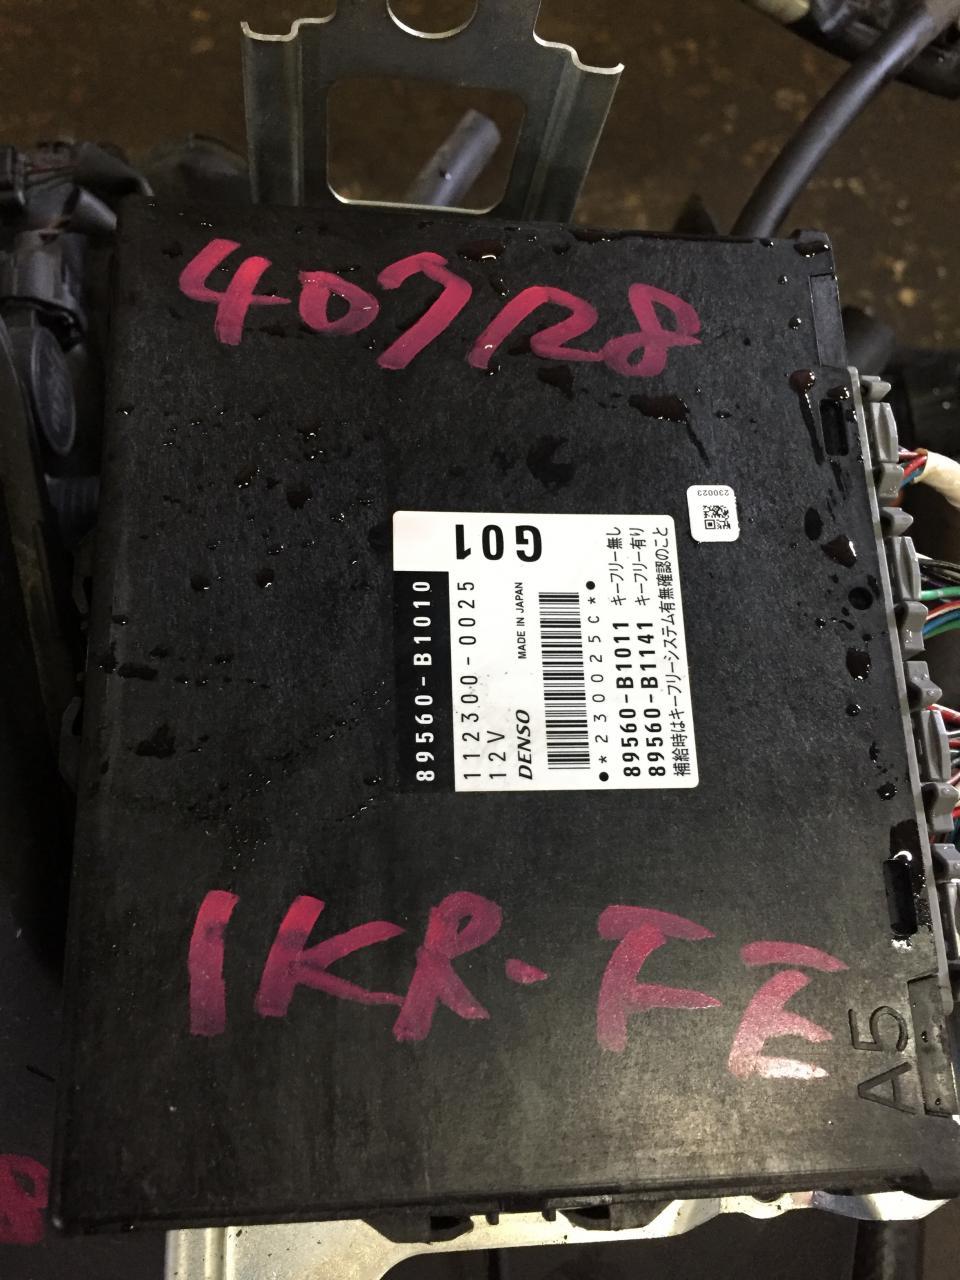 407128
G01
89560-B1010
112300-0025
12V
DENSO
MADE IN JAPAN
*230025C*
89560-B1011 キーフリー無し
89560-B1141 キーフリー有り
補給時はキーフリーシステム有無確認のこと
230023
1KR-FE
A5